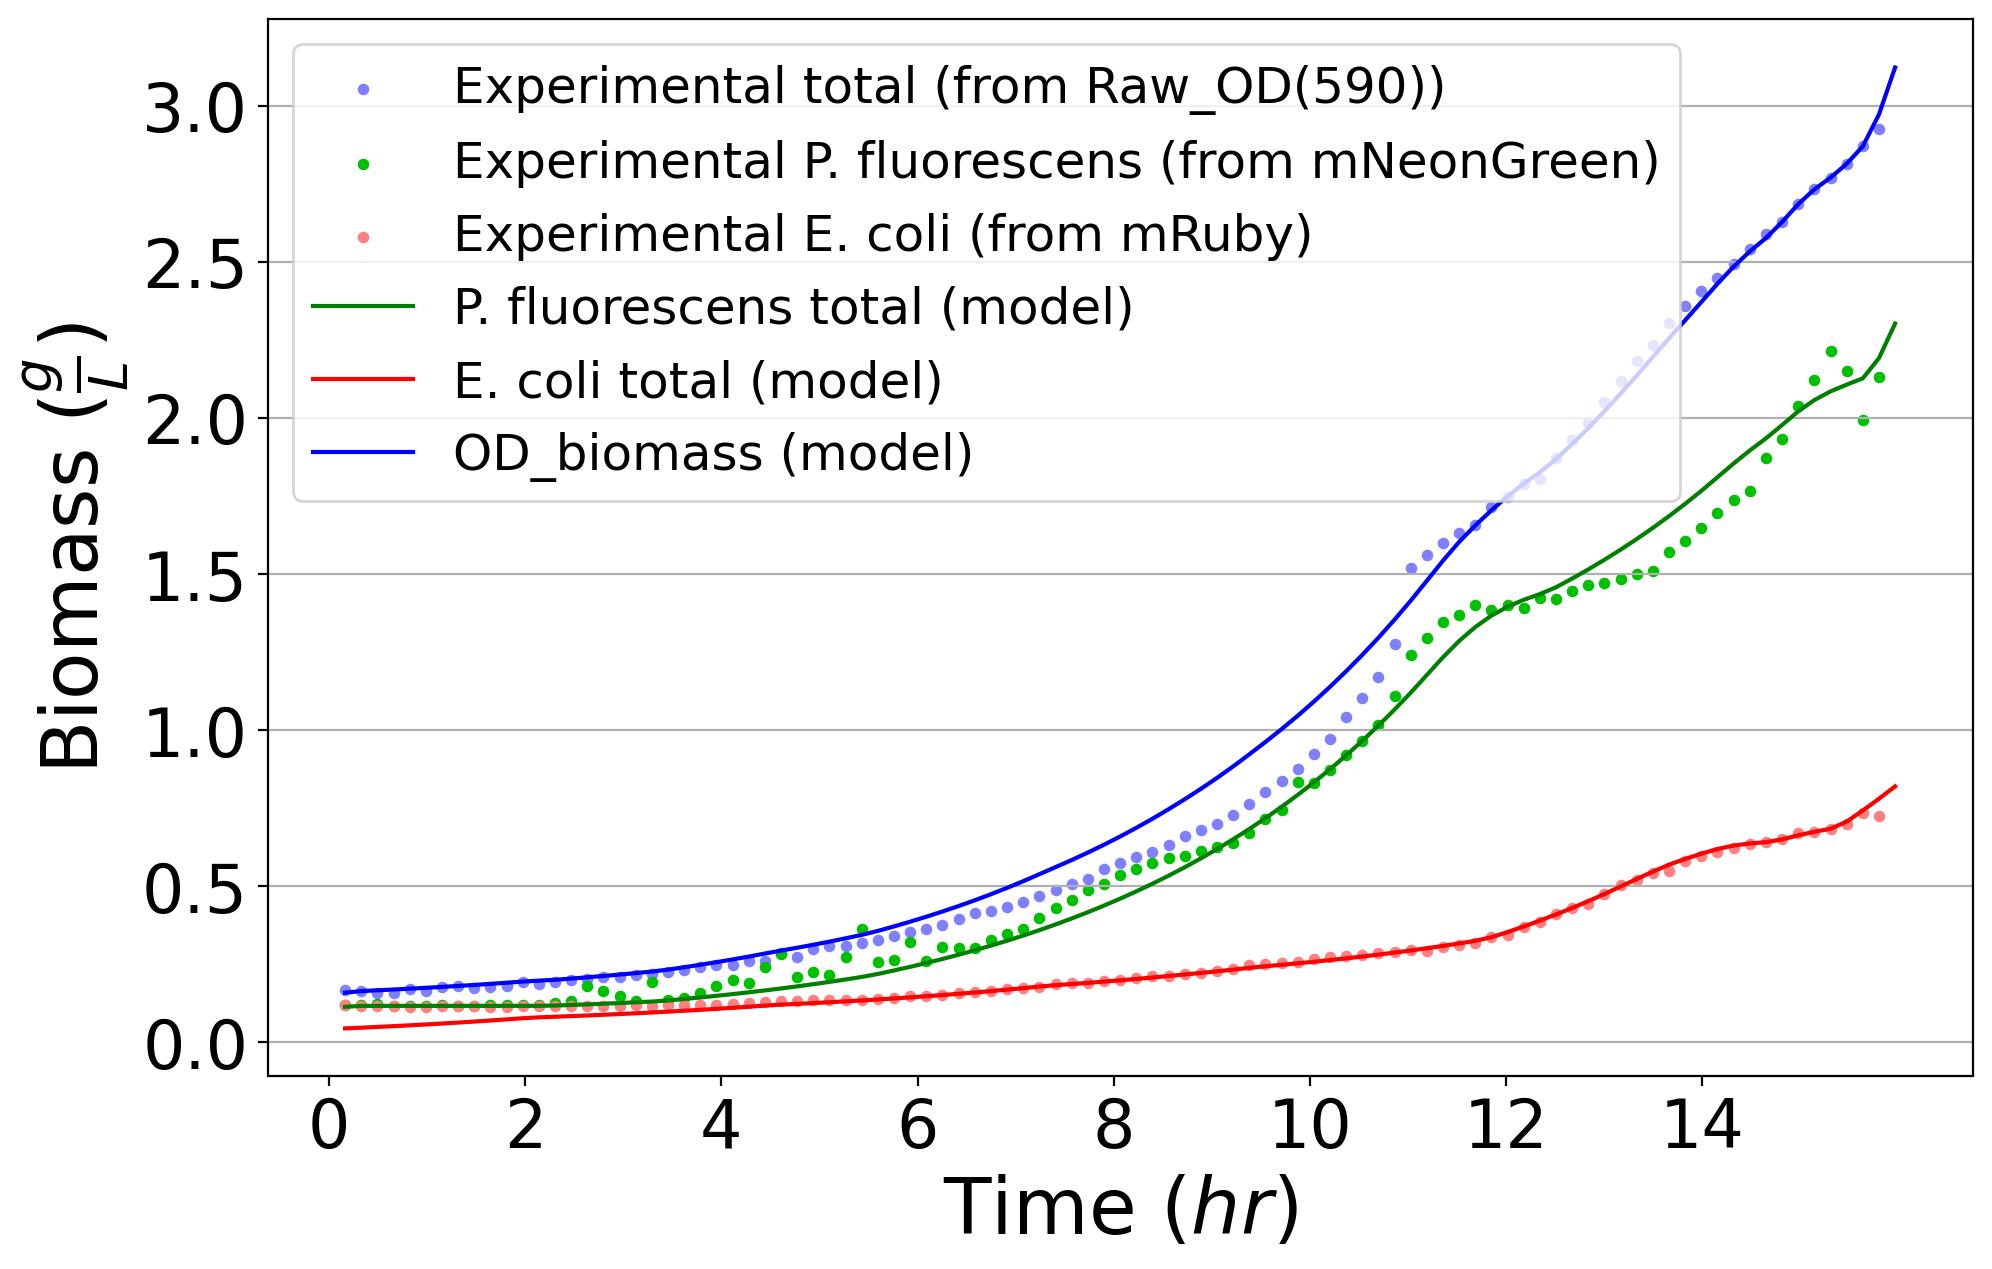 Experimental total (from Raw_OD(590))
Experimental P. fluorescens (from mNeonGreen)
Experimental E. coli (from mRuby)
P. fluorescens total (model)
E. coli total (model)
OD_biomass (model)
3.0
2.5
2.0
1.5
1.0
0.5
0.0
Biomass (g/L)
0 2 4 6 8 10 12 14
Time (hr)